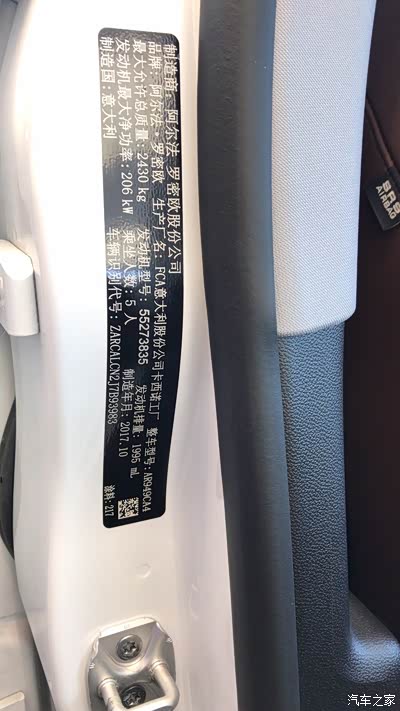 制造商：阿尔法·罗密欧股份公司
品牌：阿尔法·罗密欧 生产厂名：FCA意大利股份公司卡西诺工厂 整车型号：AR949CA4
最大允许总质量：2430 kg 发动机型号：55273835 发动机排量：1995 mL
发动机最大净功率：206 kW 乘坐人数：5 人 制造年月：2017.10
制造国：意大利 车辆识别代号：ZARCALCN2J7B93983 涂料：217
SRS
AIRBAG
汽车之家